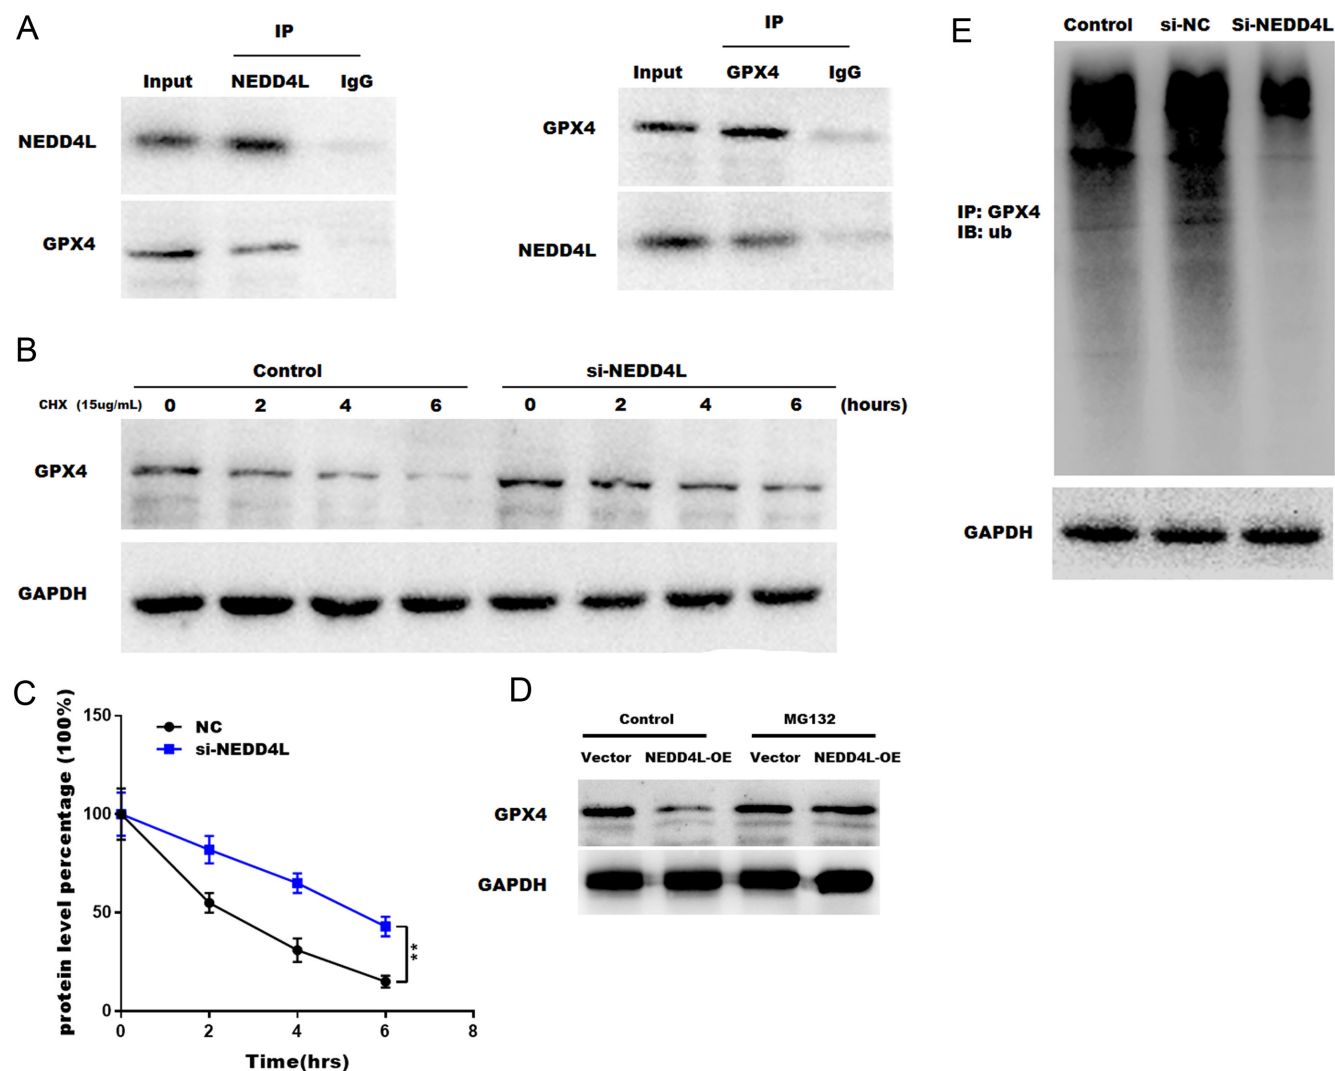 A
IP
Input NEDD4L IgG
NEDD4L
GPX4
IP
Input GPX4 IgG
GPX4
NEDD4L
B
Control si-NEDD4L
CHX (15ug/mL) 0 2 4 6 0 2 4 6 (hours)
GPX4
GAPDH
C
protein level percentage (100%)
150
100
50
0
NC
si-NEDD4L
**
0 2 4 6 8
Time(hrs)
D
Control MG132
Vector NEDD4L-OE Vector NEDD4L-OE
GPX4
GAPDH
E
Control si-NC Si-NEDD4L
IP: GPX4
IB: ub
GAPDH